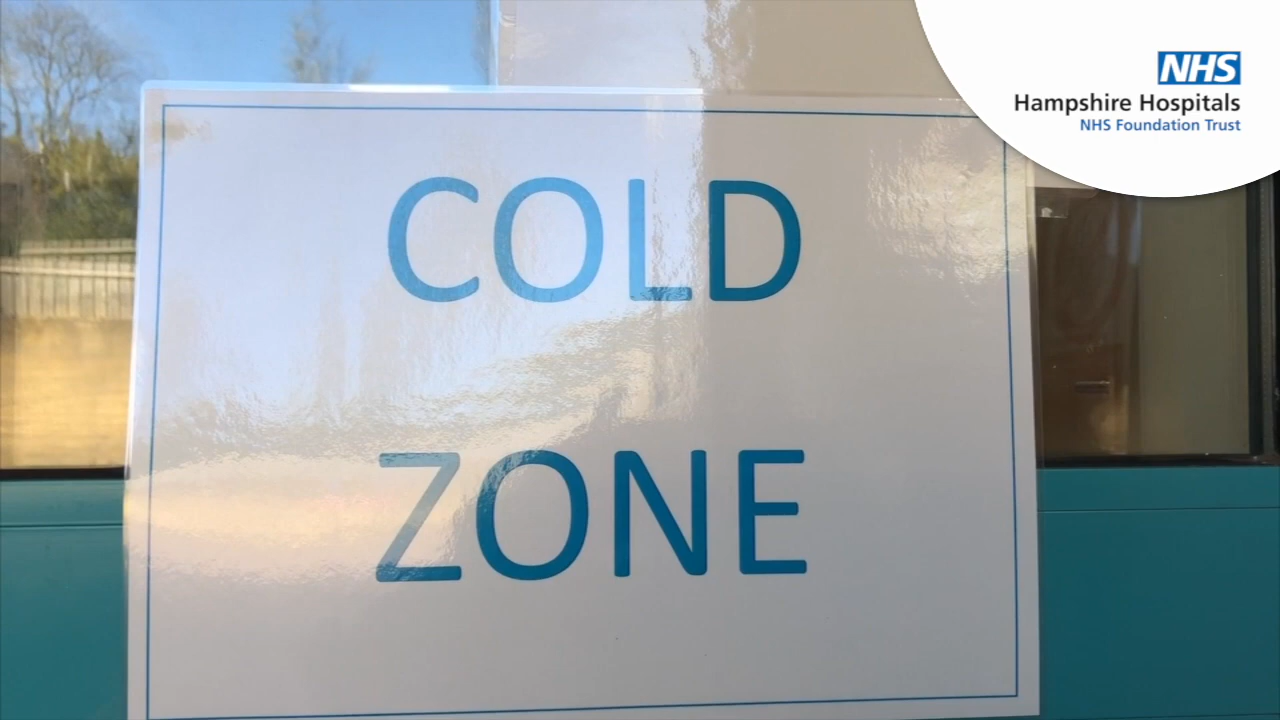 NHS
Hampshire Hospitals
NHS Foundation Trust
COLD
ZONE